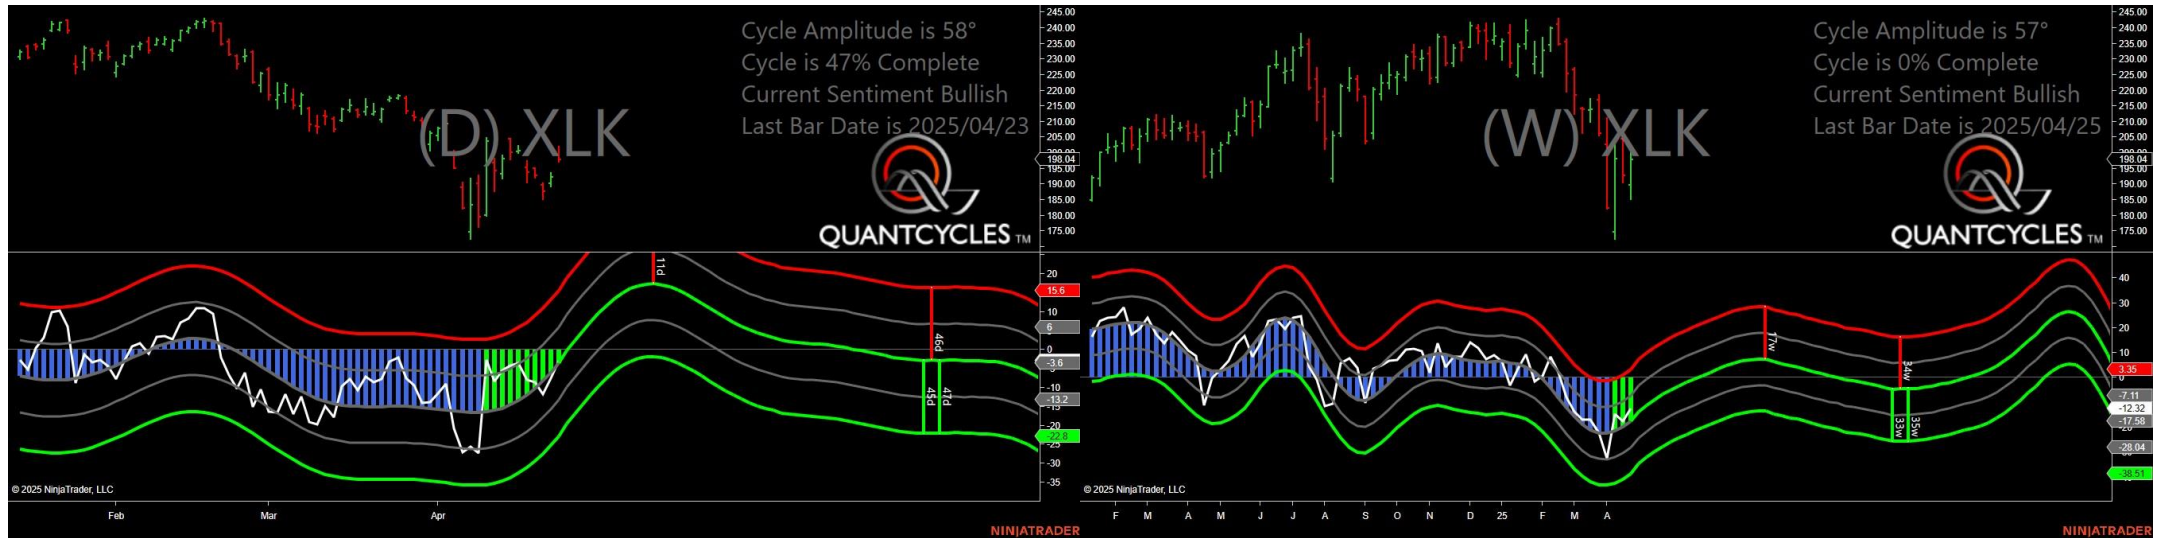 Cycle Amplitude is 58°
Cycle is 47% Complete
Current Sentiment Bullish
Last Bar Date is 2025/04/23
(D) XLK
QUANTCYCLES TM
245.00
240.00
235.00
230.00
225.00
220.00
215.00
210.00
205.00
198.04
195.00
190.00
185.00
180.00
175.00
11d
46d
45d
47d
20
15.6
10
6
0
-3.6
-10
-13.2
-20
-22.8
-25
-30
-35
© 2025 NinjaTrader, LLC
Feb
Mar
Apr
NINJATRADER
Cycle Amplitude is 57°
Cycle is 0% Complete
Current Sentiment Bullish
Last Bar Date is 2025/04/25
(W) XLK
QUANTCYCLES TM
245.00
240.00
235.00
230.00
225.00
220.00
215.00
210.00
205.00
198.04
195.00
190.00
185.00
180.00
175.00
17w
34w
33w
35w
40
30
20
10
3.35
0
-7.11
-12.32
-17.58
-28.04
-38.51
© 2025 NinjaTrader, LLC
F
M
A
M
J
J
A
S
O
N
D
25
F
M
A
NINJATRADER